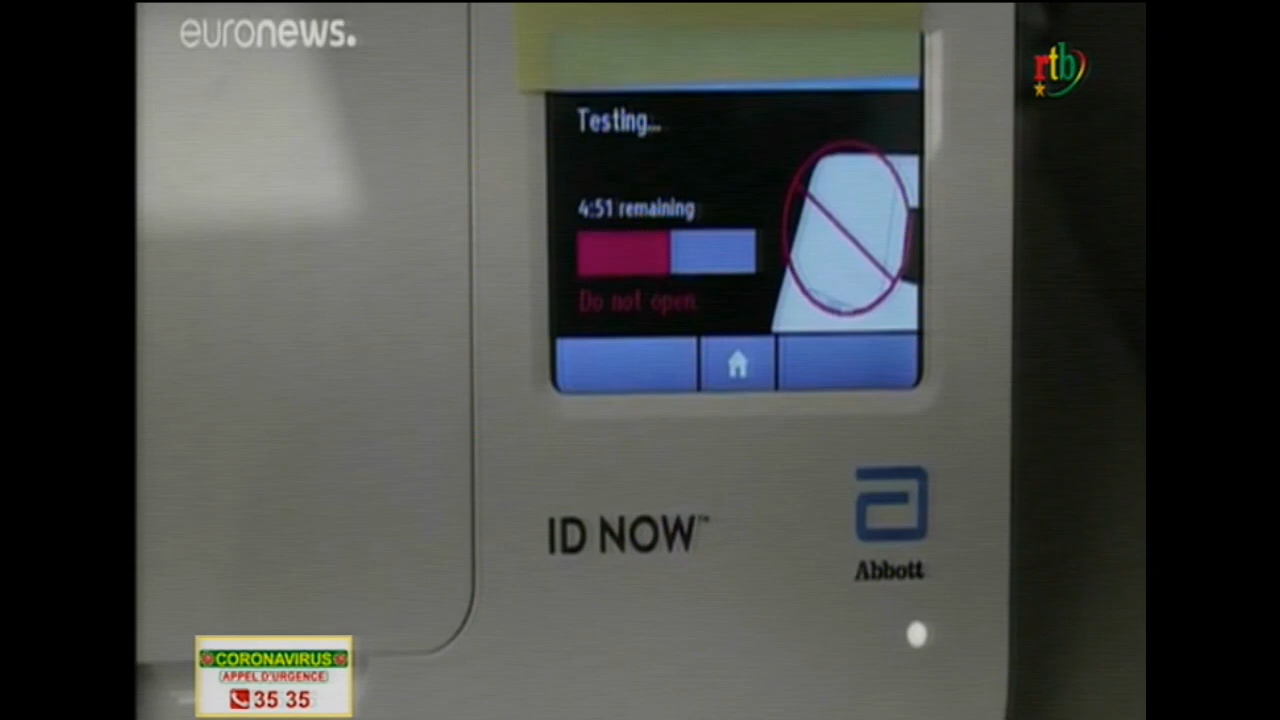 euronews.
rtb
Testing...
4:51 remaining
Do not open
ID NOW™
Abbott
CORONAVIRUS
APPEL D'URGENCE
35 35